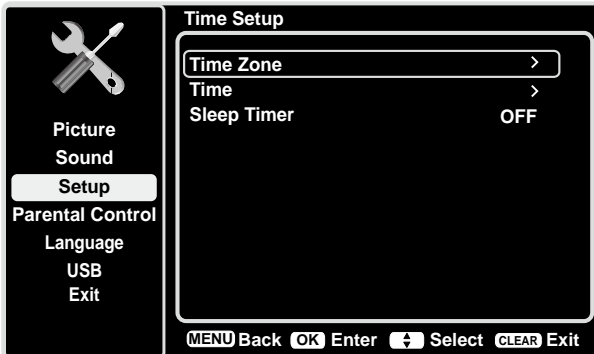 Time Setup
Time Zone >
Time >
Sleep Timer OFF
Picture
Sound
Setup
Parental Control
Language
USB
Exit
MENU Back OK Enter Select CLEAR Exit